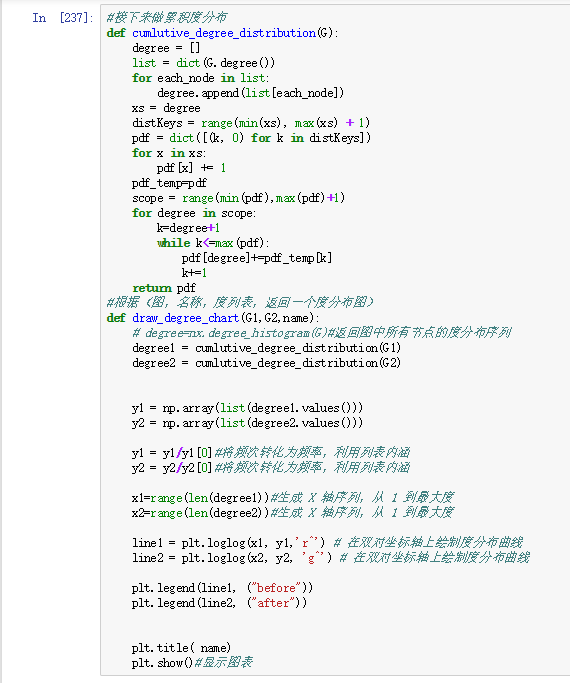 In [237]:
#接下来做累积度分布
def cumlutive_degree_distribution(G):
    degree = []
    list = dict(G.degree())
    for each_node in list:
        degree.append(list[each_node])
    xs = degree
    distKeys = range(min(xs), max(xs) + 1)
    pdf = dict([(k, 0) for k in distKeys])
    for x in xs:
        pdf[x] += 1
    pdf_temp=pdf
    scope = range(min(pdf),max(pdf)+1)
    for degree in scope:
        k=degree+1
        while k<=max(pdf):
            pdf[degree]+=pdf_temp[k]
            k+=1
    return pdf
#根据（图，名称，度列表，返回一个度分布图）
def draw_degree_chart(G1,G2,name):
    # degree=nx.degree_histogram(G)#返回图中所有节点的度分布序列
    degree1 = cumlutive_degree_distribution(G1)
    degree2 = cumlutive_degree_distribution(G2)
    y1 = np.array(list(degree1.values()))
    y2 = np.array(list(degree2.values()))
    y1 = y1/y1[0]#将频次转化为频率，利用列表内涵
    y2 = y2/y2[0]#将频次转化为频率，利用列表内涵
    x1=range(len(degree1))#生成 X 轴序列，从 1 到最大度
    x2=range(len(degree2))#生成 X 轴序列，从 1 到最大度
    line1 = plt.loglog(x1, y1,'r^') # 在双对坐标轴上绘制度分布曲线
    line2 = plt.loglog(x2, y2, 'g^') # 在双对坐标轴上绘制度分布曲线
    plt.legend(line1, ("before"))
    plt.legend(line2, ("after"))
    plt.title( name)
    plt.show()#显示图表